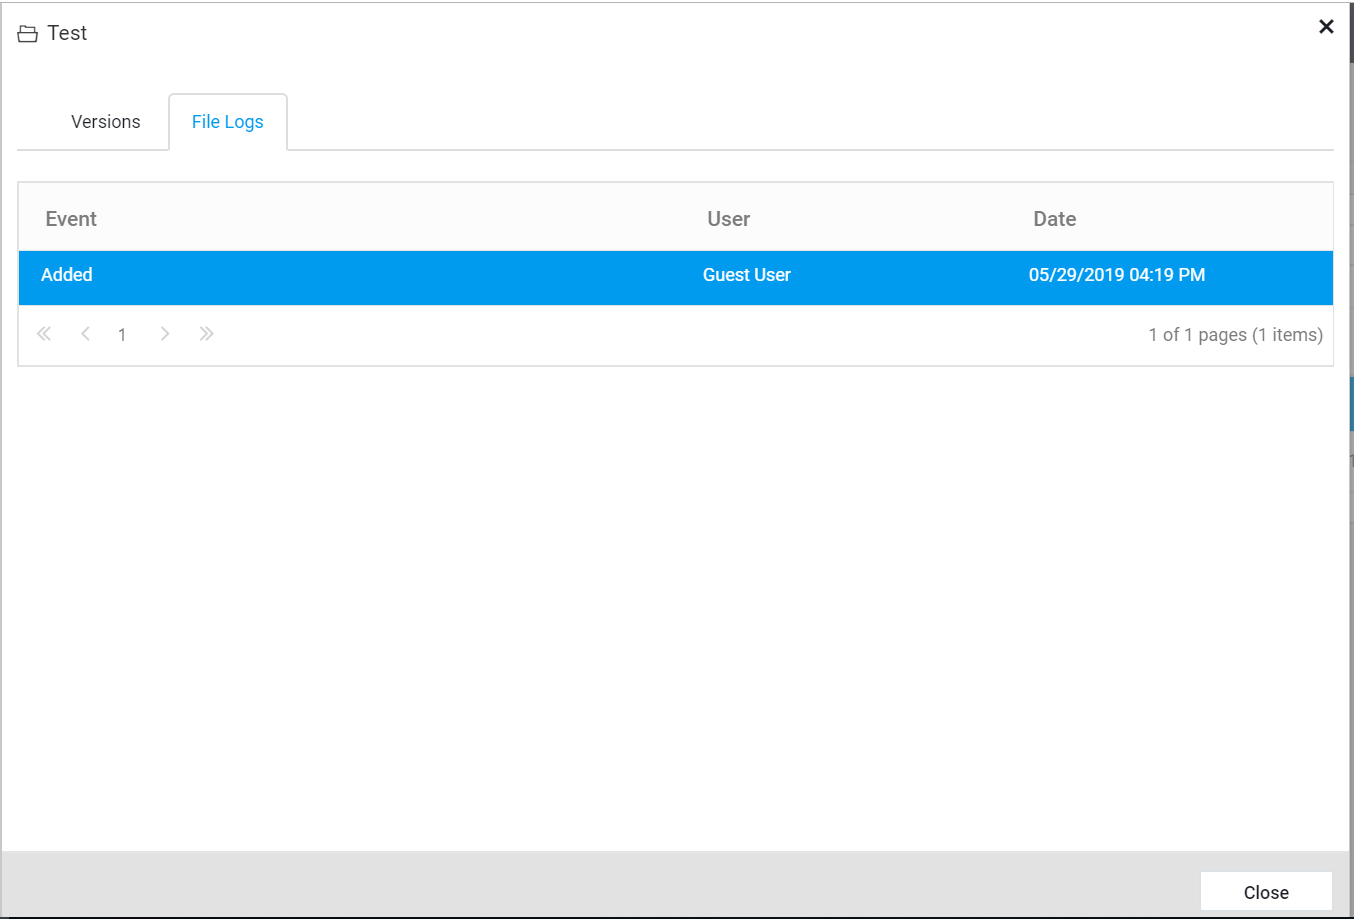 Test
Versions File Logs
Event User Date
Added Guest User 05/29/2019 04:19 PM
1 1 of 1 pages (1 items)
Close